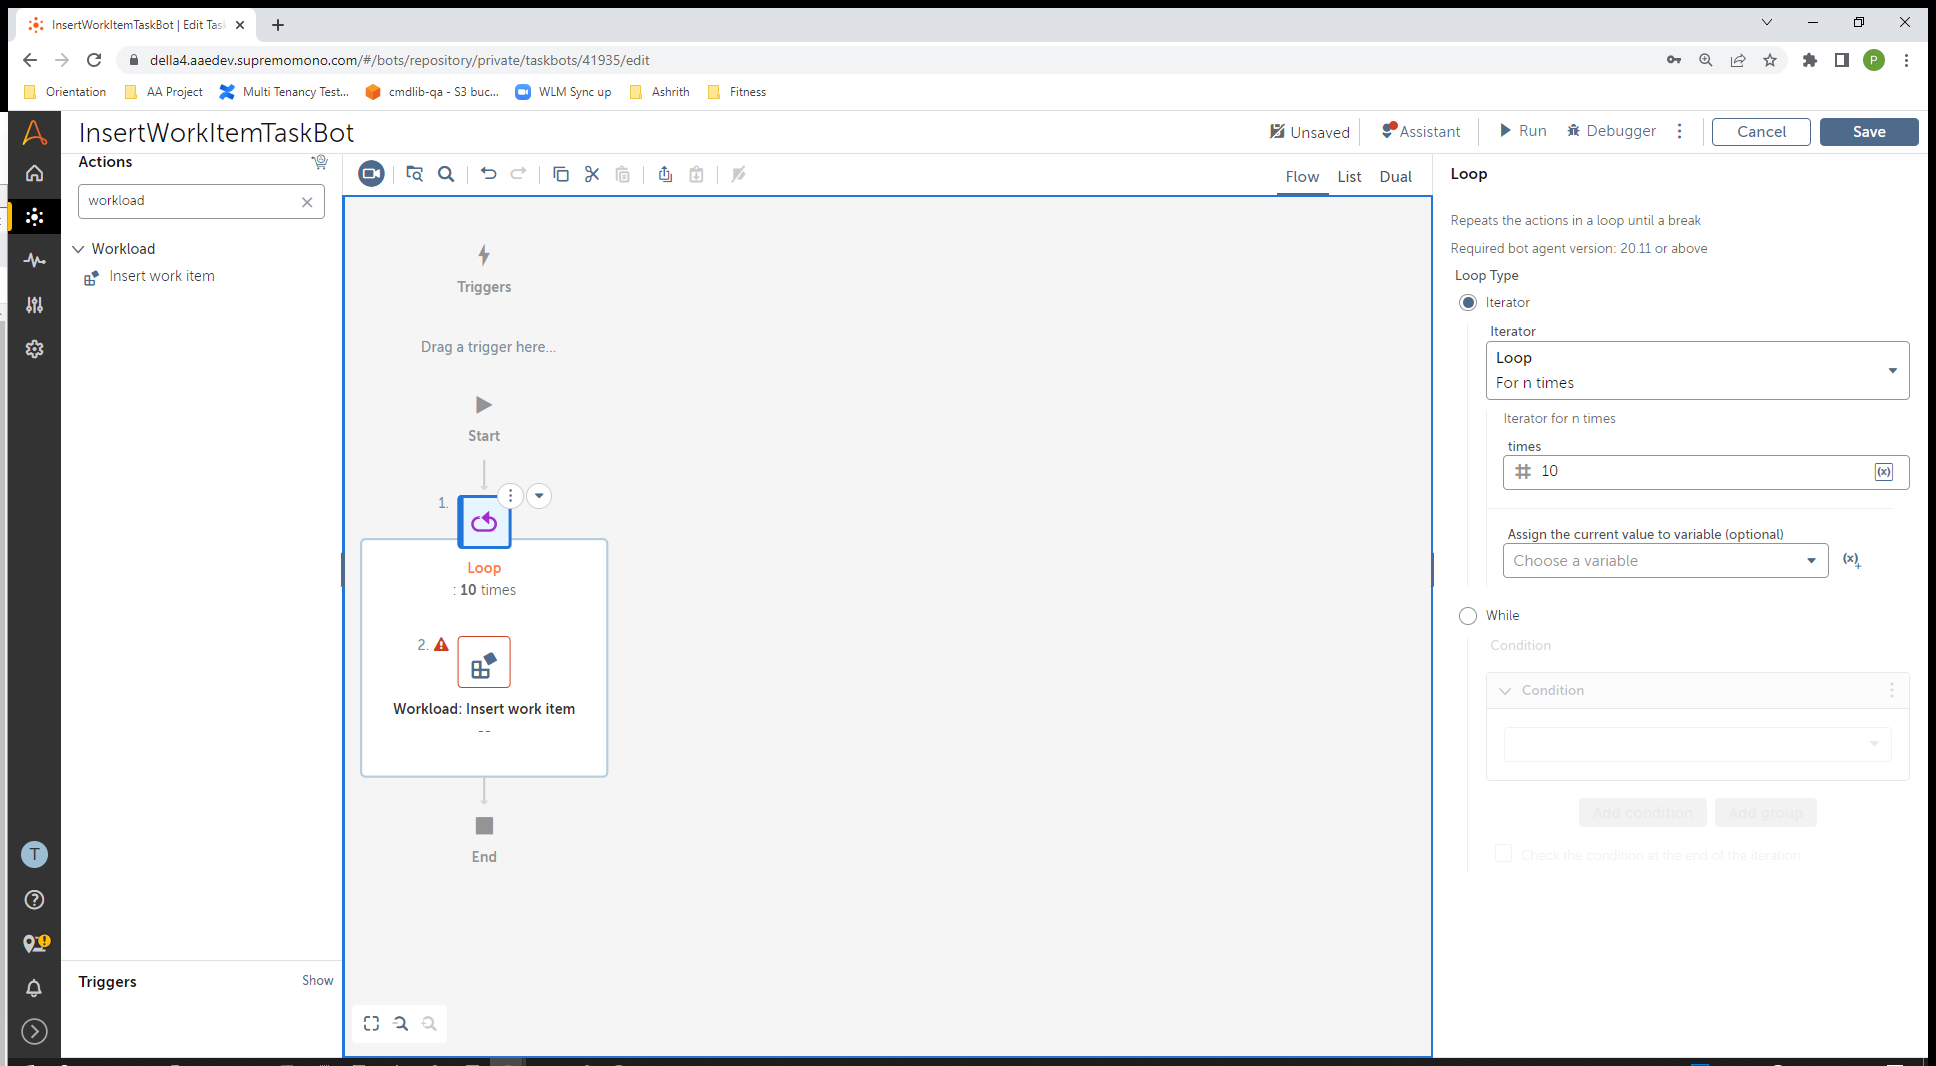 InsertWorkItemTaskBot | Edit Tas
della4.aaedev.supremomono.com/#/bots/repository/private/taskbots/41935/edit
P
Orientation
AA Project
Multi Tenancy Test...
cmdlib-qa - S3 buc...
WLM Sync up
Ashrith
Fitness
InsertWorkItemTaskBot
Unsaved
Assistant
Run
Debugger
Cancel
Save
Actions
workload
Workload
Insert work item
Triggers
Show
T
Flow
List
Dual
Triggers
Drag a trigger here...
Start
1.
Loop
: 10 times
2.
Workload: Insert work item
--
End
Loop
Repeats the actions in a loop until a break
Required bot agent version: 20.11 or above
Loop Type
Iterator
Iterator
Loop
For n times
Iterator for n times
times
# 10
(x)
Assign the current value to variable (optional)
Choose a variable
(x)+
While
Condition
Condition
Add condition
Add group
Check the condition at the end of the iteration